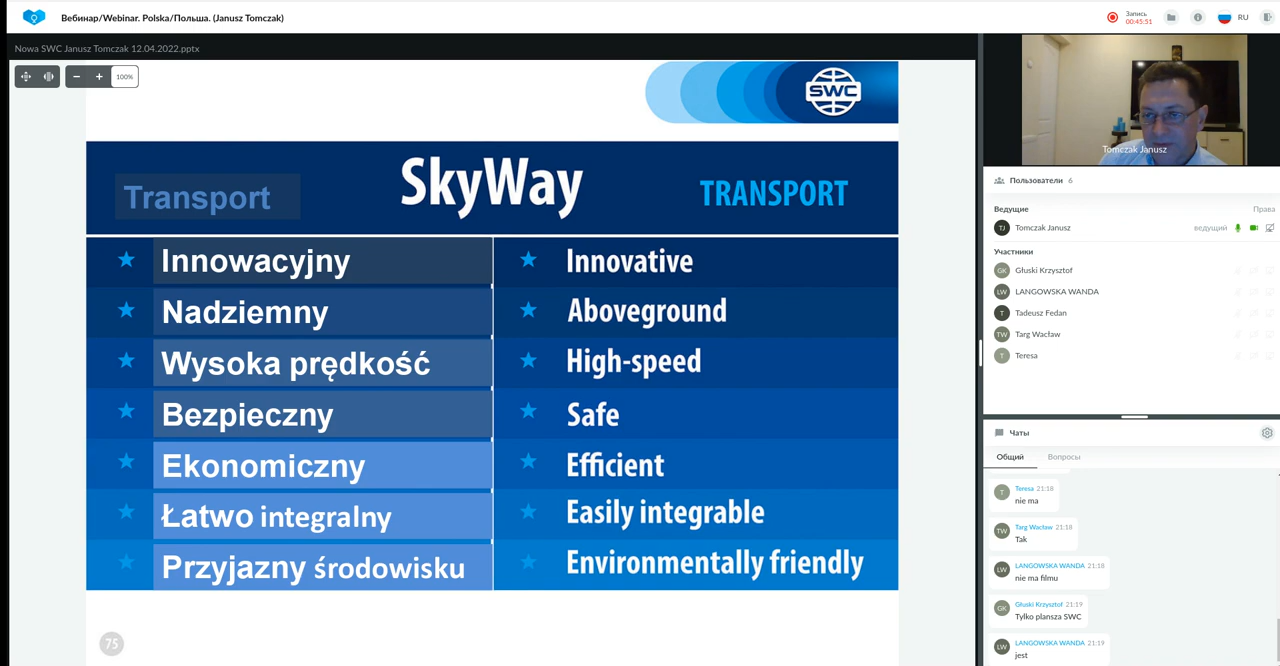 Вебинар/Webinar. Polska/Польша. (Janusz Tomczak)
Запись
00:45:51
RU
Nowa SWC Janusz Tomczak 12.04.2022.pptx
100%
SWC
Transport
SkyWay
TRANSPORT
Innowacyjny
Innovative
Nadziemny
Aboveground
Wysoka prędkość
High-speed
Bezpieczny
Safe
Ekonomiczny
Efficient
Łatwo integralny
Easily integrable
Przyjazny środowisku
Environmentally friendly
75
Tomczak Janusz
Пользователи 6
Ведущие
Права
TJ Tomczak Janusz
ведущий
Участники
GK Głuski Krzysztof
LW LANGOWSKA WANDA
T Tadeusz Fedan
TW Targ Wacław
T Teresa
Чаты
Общий
Вопросы
T Teresa 21:18
nie ma
TW Targ Wacław 21:18
Tak
LW LANGOWSKA WANDA 21:18
nie ma filmu
GK Głuski Krzysztof 21:19
Tylko plansza SWC
LW LANGOWSKA WANDA 21:19
jest